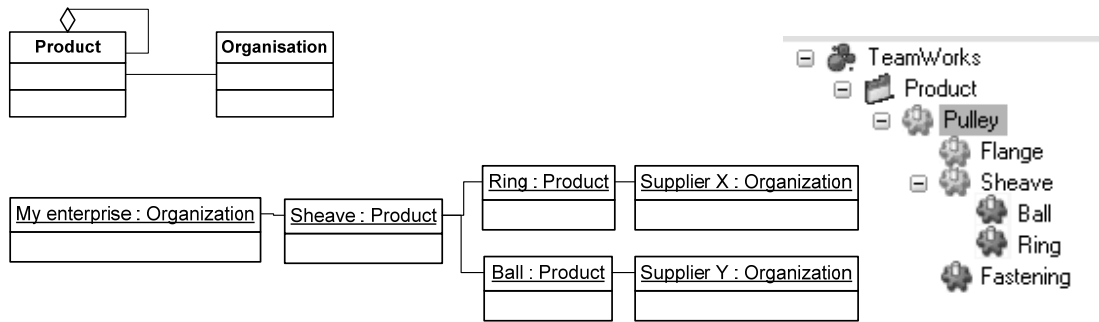 Product
Organisation
My enterprise : Organization
Sheave : Product
Ring : Product
Supplier X : Organization
Ball : Product
Supplier Y : Organization
TeamWorks
Product
Pulley
Flange
Sheave
Ball
Ring
Fastening